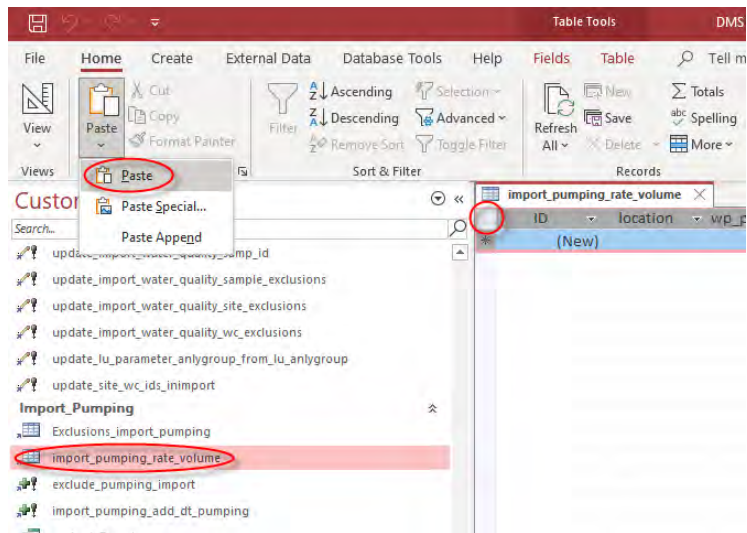 Table Tools DMS
File Home Create External Data Database Tools Help Fields Table Tell m
View Paste Cut Copy Format Painter Filter Ascending Descending Remove Sort Selection Advanced Toggle Filter Refresh All New Save Delete Totals Spelling More
Views Sort & Filter Records
Paste
Paste Special...
Paste Append
Custo
Search...
import_pumping_rate_volume
ID location wp_p
(New)
update_import_water_quality_samp_id
update_import_water_quality_sample_exclusions
update_import_water_quality_site_exclusions
update_import_water_quality_wc_exclusions
update_lu_parameter_anlygroup_from_lu_anlygroup
update_site_wc_ids_inimport
Import_Pumping
Exclusions_import_pumping
import_pumping_rate_volume
exclude_pumping_import
import_pumping_add_dt_pumping